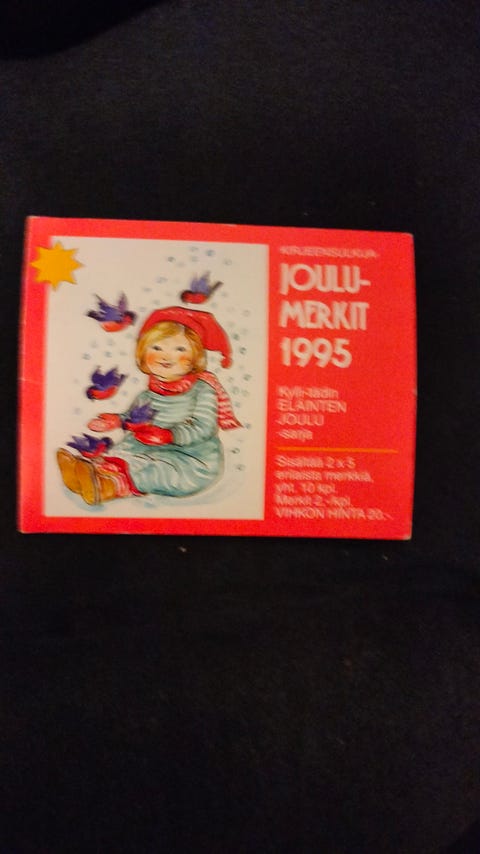 KIRJEENSULKIJA-
JOULU-
MERKIT
1995
Kylli-tädin
ELÄINTEN
JOULU
-sarja
Sisältää 2 x 5
erilaista merkkiä,
yht. 10 kpl.
Merkit 2,-/kpl.
VIHKON HINTA 20,-